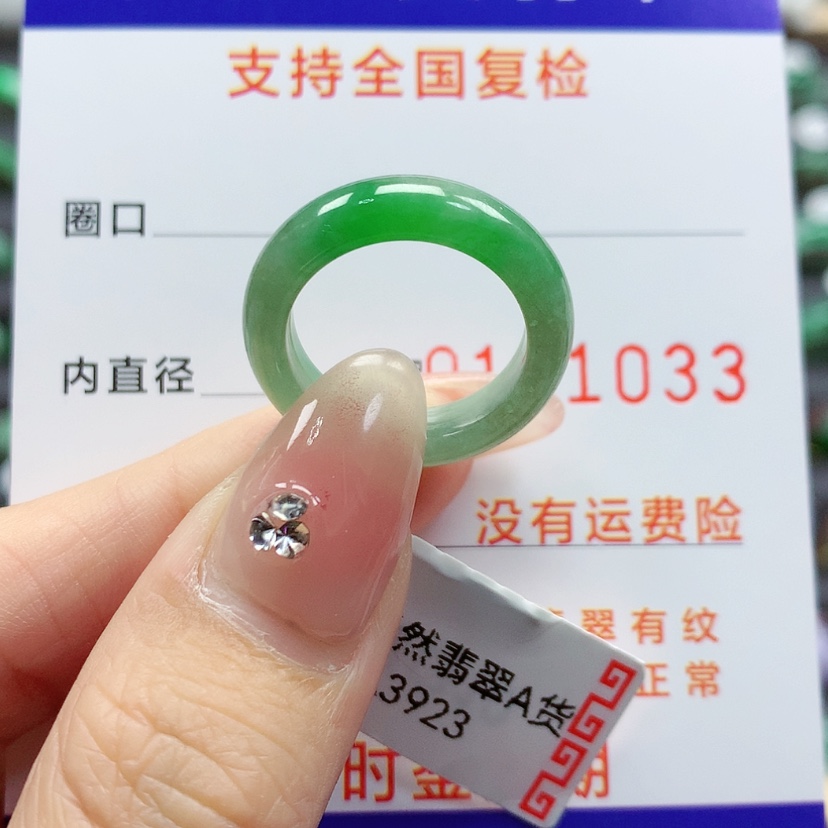 支持全国复检
圈口
内直径
1033
没有运费险
翠有纹
正常
然翡翠A货
3923
时